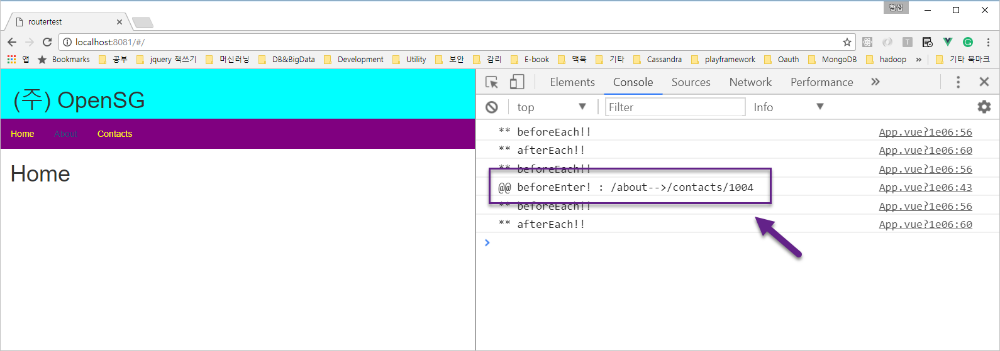 형섭
routertest
localhost:8081/#/
앱 Bookmarks 공부 jquery 책쓰기 머신러닝 DB&BigData Development Utility 보안 감리 E-book 맥북 기타 Cassandra playframework Oauth MongoDB hadoop » 기타 북마크
(주) OpenSG
Home About Contacts
Home
Elements Console Sources Network Performance »
top Filter Info
** beforeEach!! App.vue?1e06:56
** afterEach!! App.vue?1e06:60
** beforeEach!! App.vue?1e06:56
@@ beforeEnter! : /about-->/contacts/1004 App.vue?1e06:43
** beforeEach!! App.vue?1e06:56
** afterEach!! App.vue?1e06:60